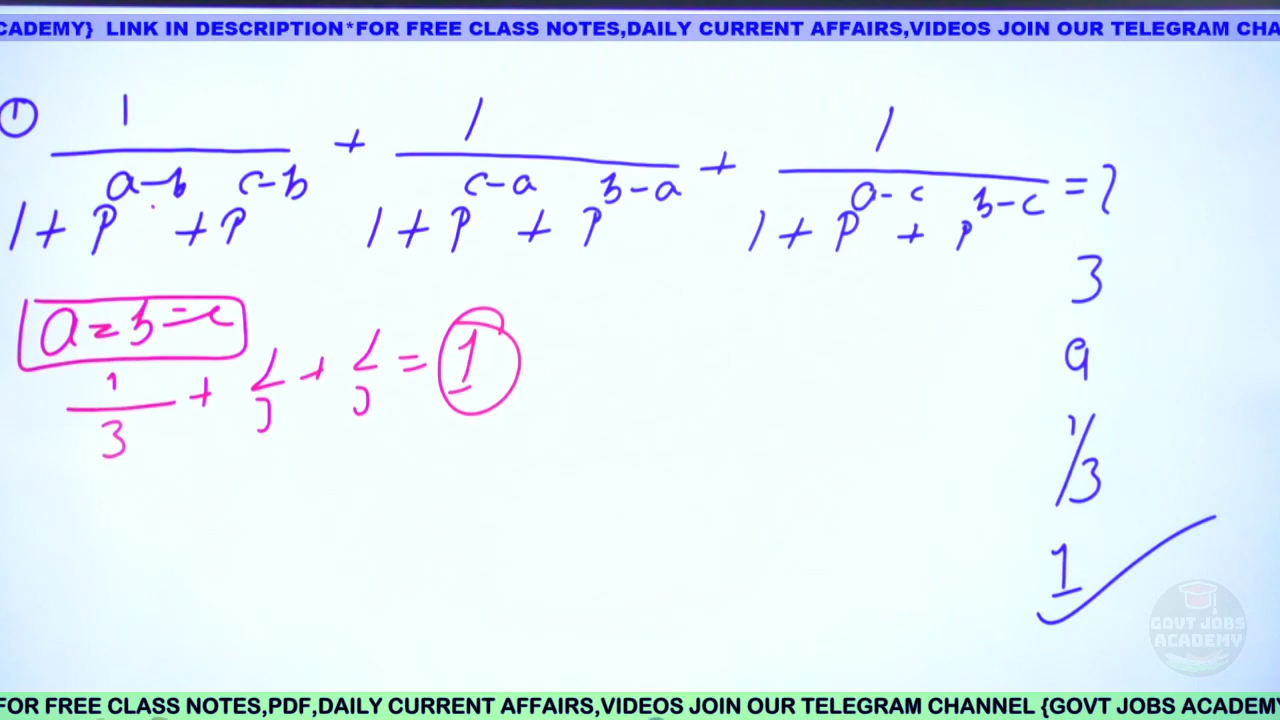 CADEMY} LINK IN DESCRIPTION*FOR FREE CLASS NOTES,DAILY CURRENT AFFAIRS,VIDEOS JOIN OUR TELEGRAM CHA
① 1/(1+p^(a-b)+p^(c-b)) + 1/(1+p^(c-a)+p^(b-a)) + 1/(1+p^(a-c)+p^(b-c)) = ?
3
9
1/3
1
a=b=c
1/3 + 1/3 + 1/3 = 1
GOVT JOBS
ACADEMY
FOR FREE CLASS NOTES,PDF,DAILY CURRENT AFFAIRS,VIDEOS JOIN OUR TELEGRAM CHANNEL {GOVT JOBS ACADEM